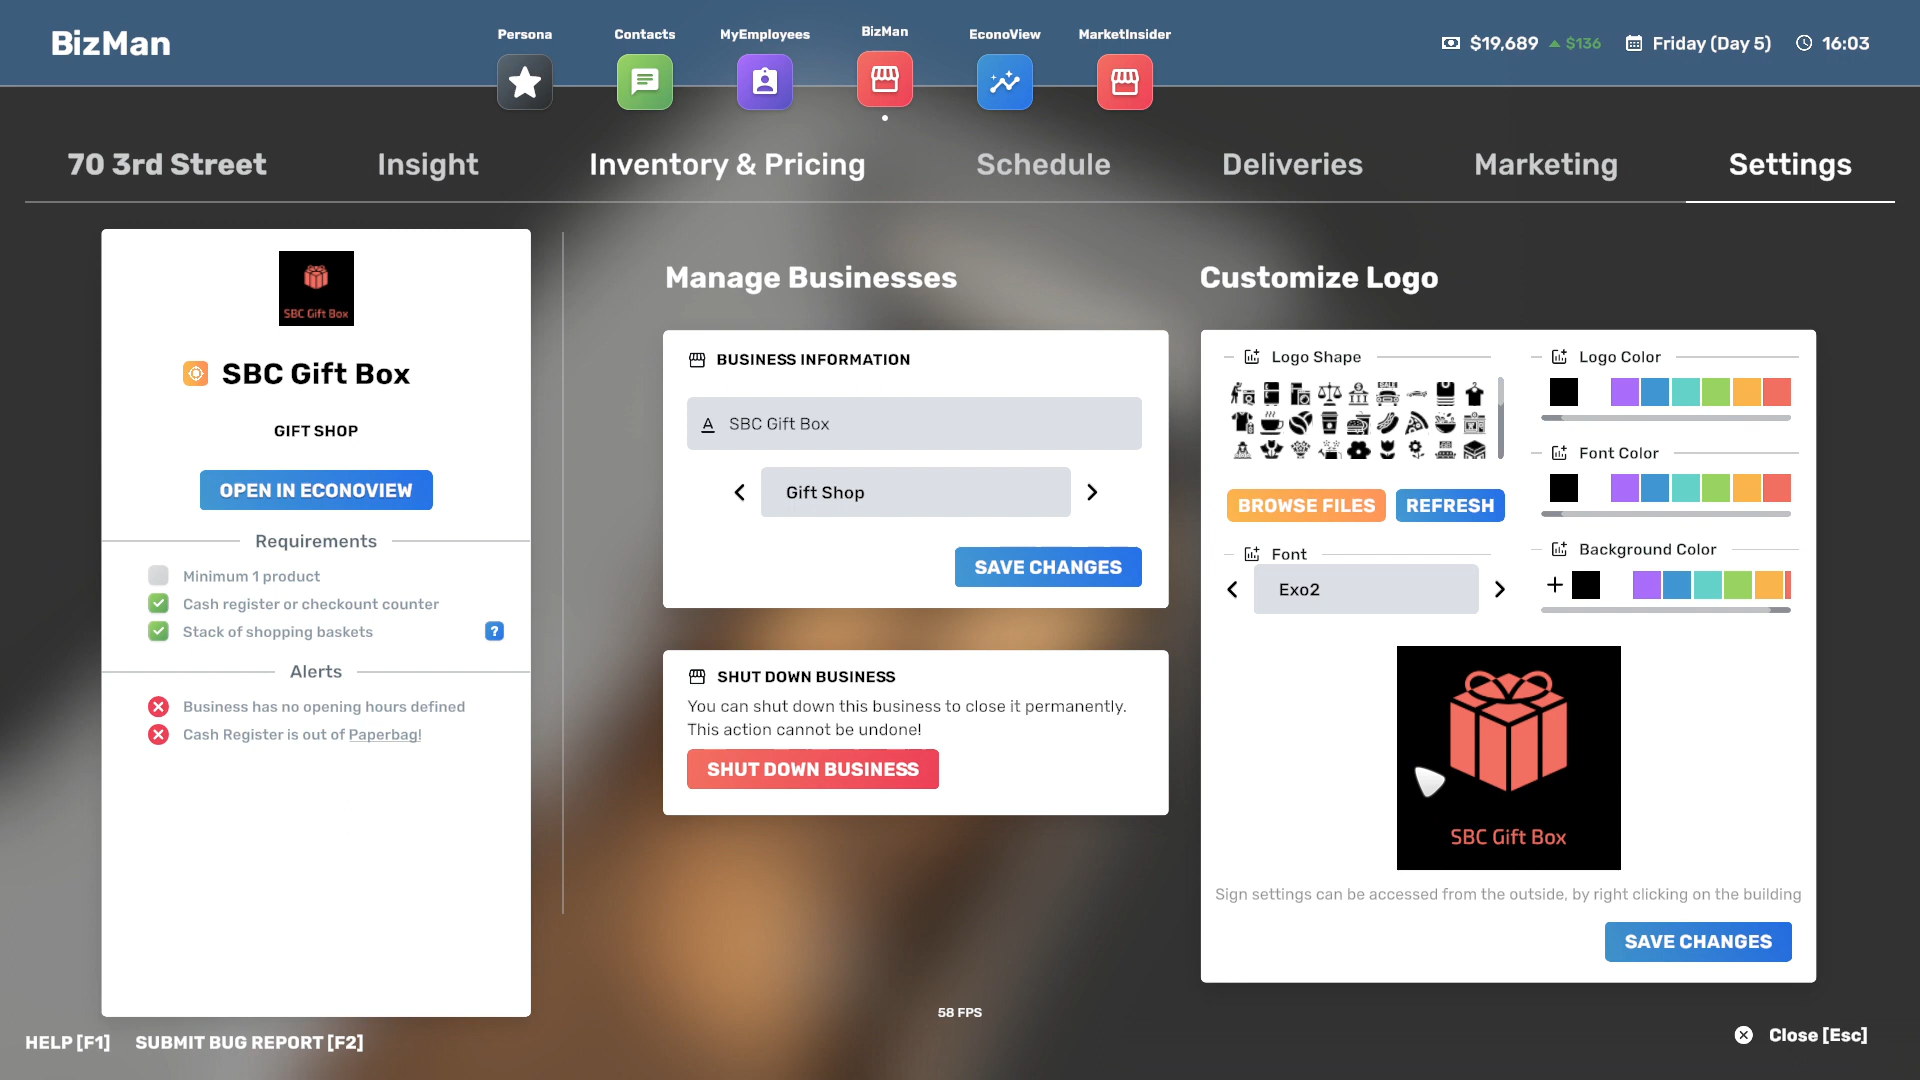 BizMan
Persona
Contacts
MyEmployees
BizMan
EconoView
MarketInsider
$19,689
$136
Friday (Day 5)
16:03
70 3rd Street
Insight
Inventory & Pricing
Schedule
Deliveries
Marketing
Settings
SBC Gift Box
SBC Gift Box
GIFT SHOP
OPEN IN ECONOVIEW
Requirements
Minimum 1 product
Cash register or checkount counter
Stack of shopping baskets
?
Alerts
Business has no opening hours defined
Cash Register is out of Paperbag!
Manage Businesses
BUSINESS INFORMATION
SBC Gift Box
Gift Shop
SAVE CHANGES
SHUT DOWN BUSINESS
You can shut down this business to close it permanently.
This action cannot be undone!
SHUT DOWN BUSINESS
Customize Logo
Logo Shape
SALE
BROWSE FILES
REFRESH
Font
Exo2
Logo Color
Font Color
Background Color
SBC Gift Box
Sign settings can be accessed from the outside, by right clicking on the building
SAVE CHANGES
58 FPS
HELP [F1]
SUBMIT BUG REPORT [F2]
Close [Esc]